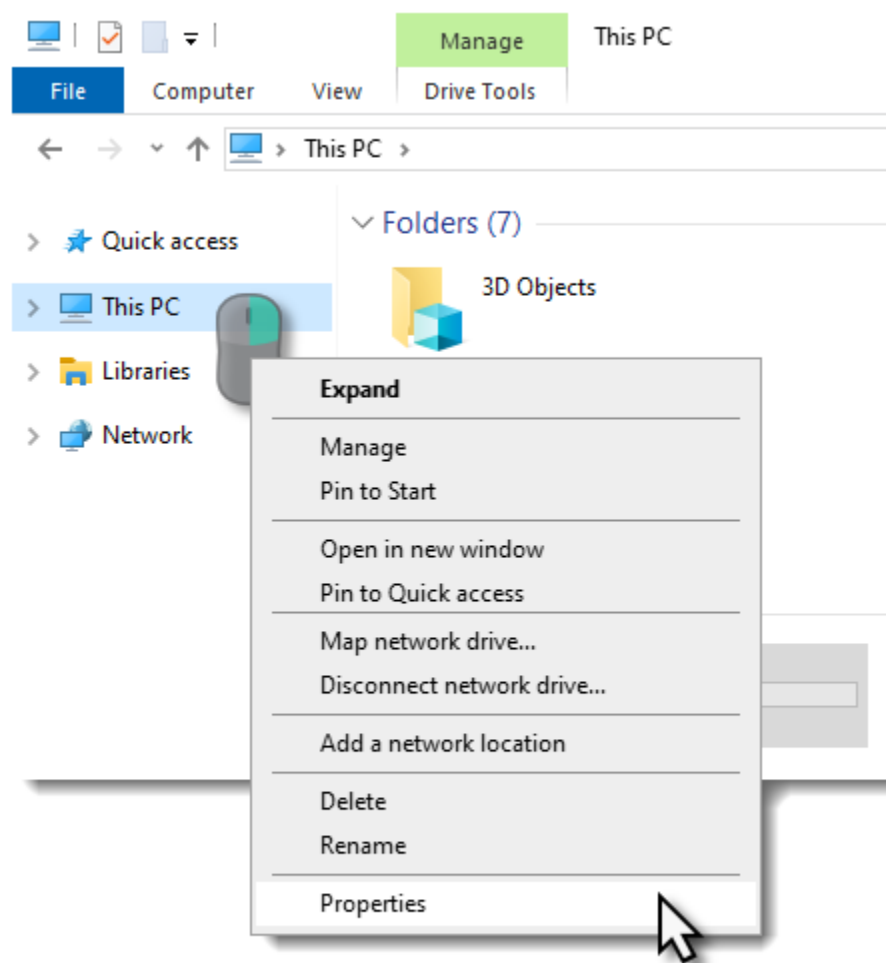 Manage
This PC
File
Computer
View
Drive Tools
This PC
Quick access
This PC
Libraries
Network
Folders (7)
3D Objects
Expand
Manage
Pin to Start
Open in new window
Pin to Quick access
Map network drive...
Disconnect network drive...
Add a network location
Delete
Rename
Properties